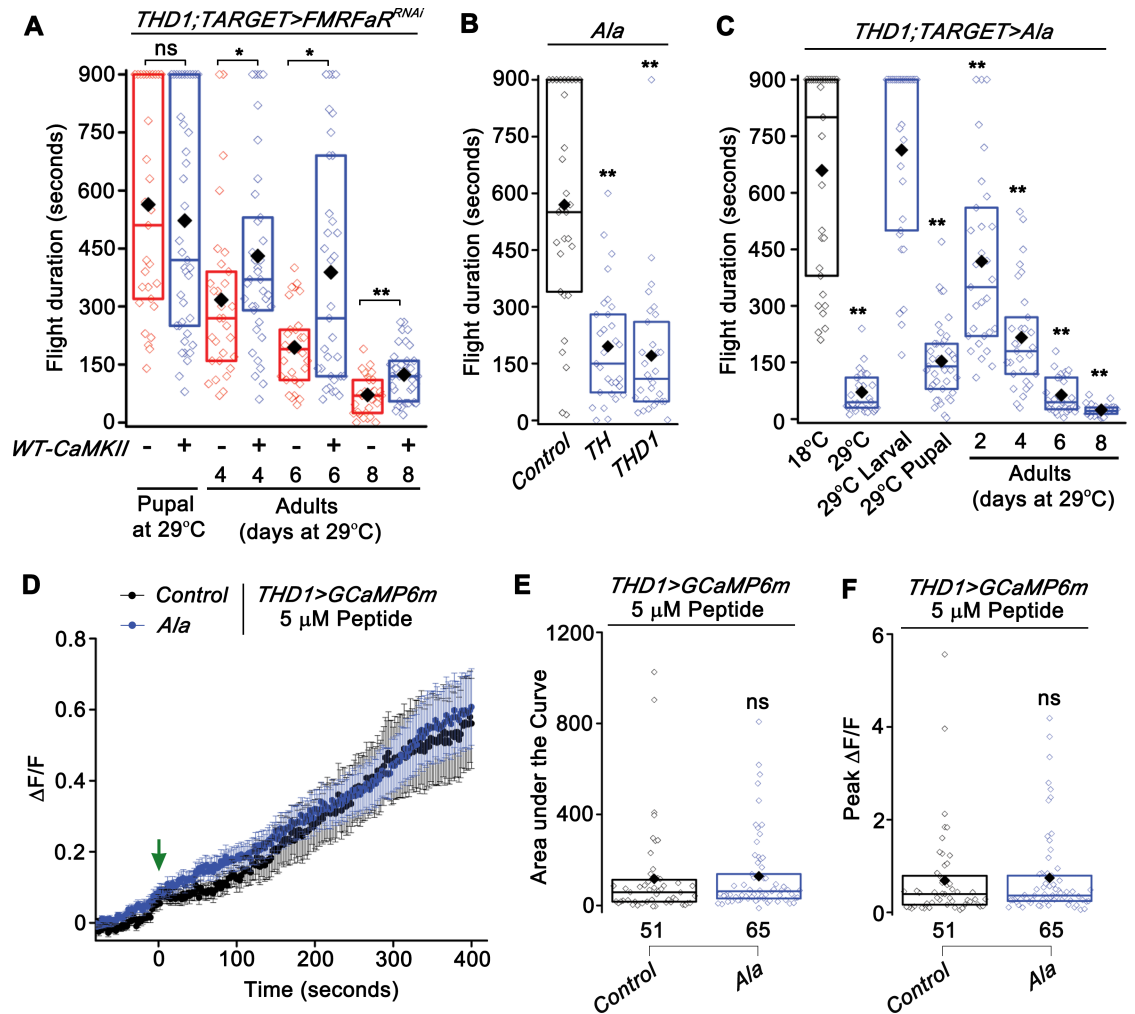 A
THD1;TARGET>FMRFaR^RNAi
ns
*
*
**
Flight duration (seconds)
900
750
600
450
300
150
0
WT-CaMKII - + - + - + - +
4 4 6 6 8 8
Pupal
at 29°C
Adults
(days at 29°C)
B
Ala
**
**
Flight duration (seconds)
900
750
600
450
300
150
0
Control
TH
THD1
C
THD1;TARGET>Ala
**
**
**
**
**
**
Flight duration (seconds)
900
750
600
450
300
150
0
18°C
29°C
29°C Larval
29°C Pupal
2 4 6 8
Adults
(days at 29°C)
D
Control
Ala
THD1>GCaMP6m
5 µM Peptide
ΔF/F
0.8
0.6
0.4
0.2
0
0 100 200 300 400
Time (seconds)
E
THD1>GCaMP6m
5 µM Peptide
Area under the Curve
1200
800
400
0
ns
51 65
Control
Ala
F
THD1>GCaMP6m
5 µM Peptide
Peak ΔF/F
6
4
2
0
ns
51 65
Control
Ala